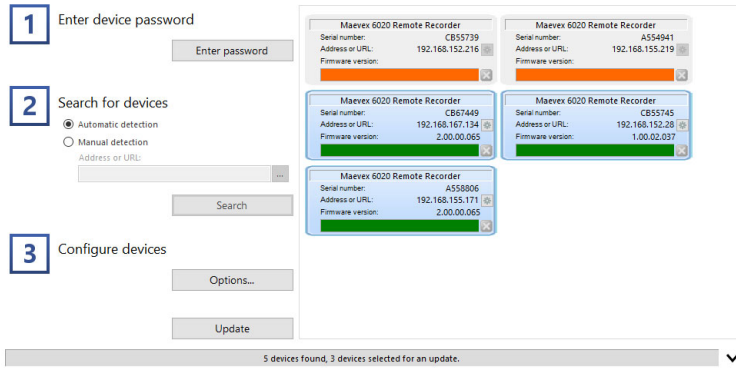 1
Enter device password
Enter password
2
Search for devices
Automatic detection
Manual detection
Address or URL:
...
Search
3
Configure devices
Options...
Update
Maevex 6020 Remote Recorder
Serial number: CB55739
Address or URL: 192.168.152.216
Firmware version:
Maevex 6020 Remote Recorder
Serial number: A554941
Address or URL: 192.168.155.219
Firmware version:
Maevex 6020 Remote Recorder
Serial number: CB67449
Address or URL: 192.168.167.134
Firmware version: 2.00.00.065
Maevex 6020 Remote Recorder
Serial number: CB55745
Address or URL: 192.168.152.28
Firmware version: 1.00.02.037
Maevex 6020 Remote Recorder
Serial number: A558806
Address or URL: 192.168.155.171
Firmware version: 2.00.00.065
5 devices found, 3 devices selected for an update.